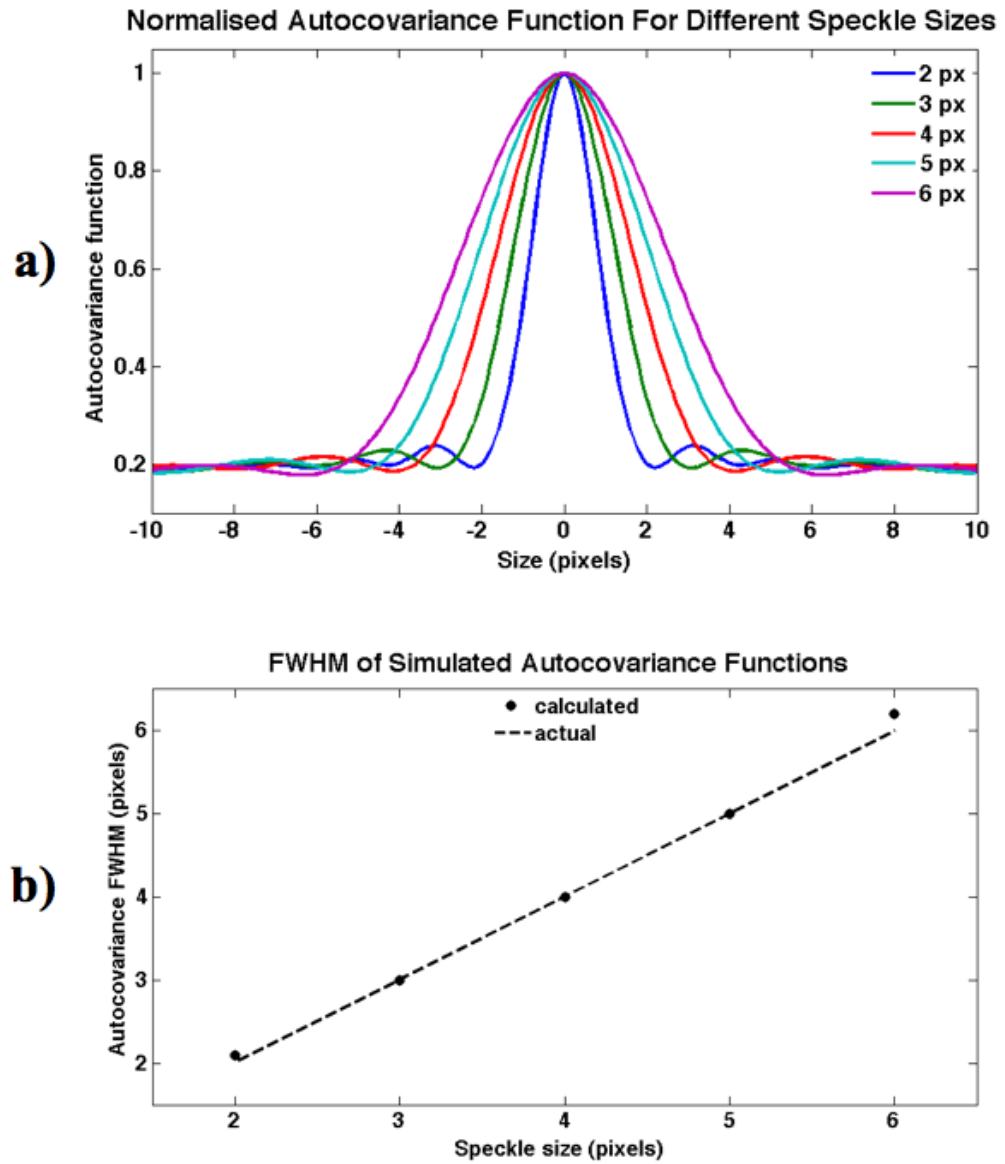 Normalised Autocovariance Function For Different Speckle Sizes
a)
Autocovariance function
1
0.8
0.6
0.4
0.2
2 px
3 px
4 px
5 px
6 px
-10 -8 -6 -4 -2 0 2 4 6 8 10
Size (pixels)
FWHM of Simulated Autocovariance Functions
b)
Autocovariance FWHM (pixels)
6
5
4
3
2
calculated
actual
2 3 4 5 6
Speckle size (pixels)